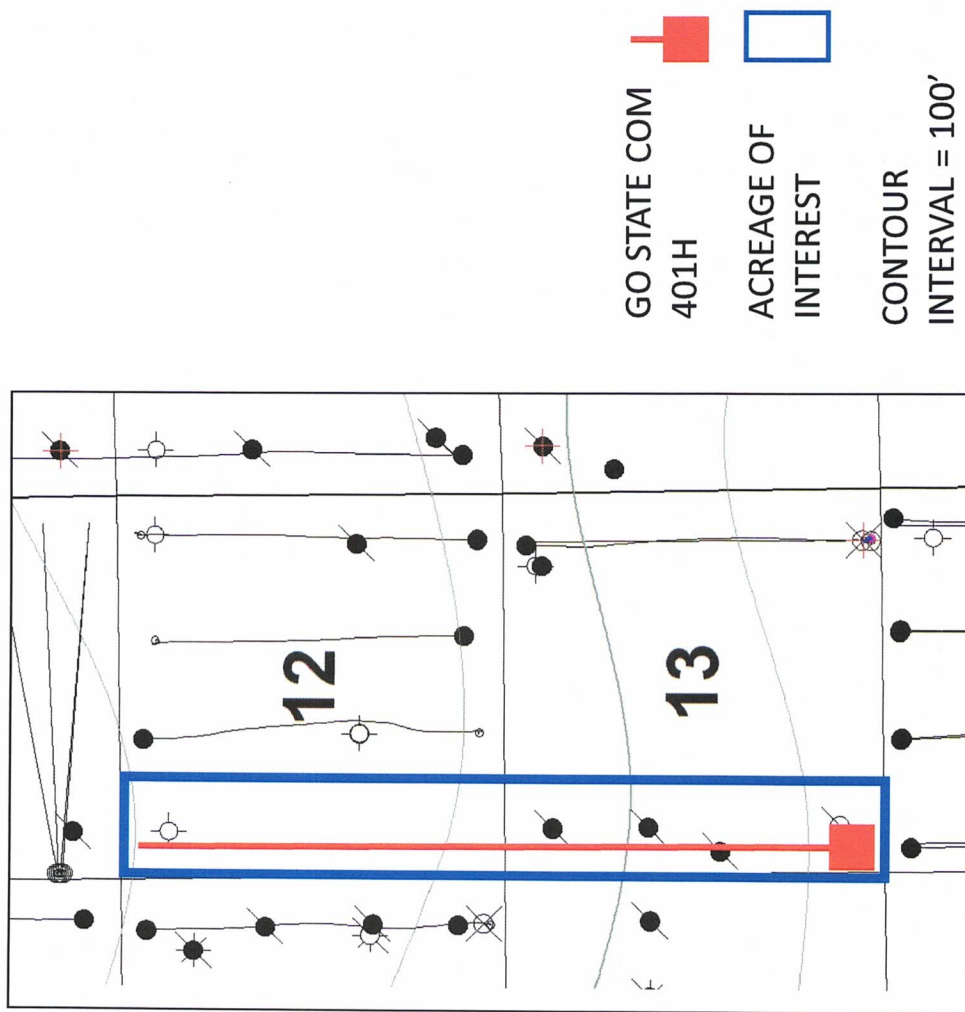 12
13
GO STATE COM
401H
ACREAGE OF
INTEREST
CONTOUR
INTERVAL = 100'